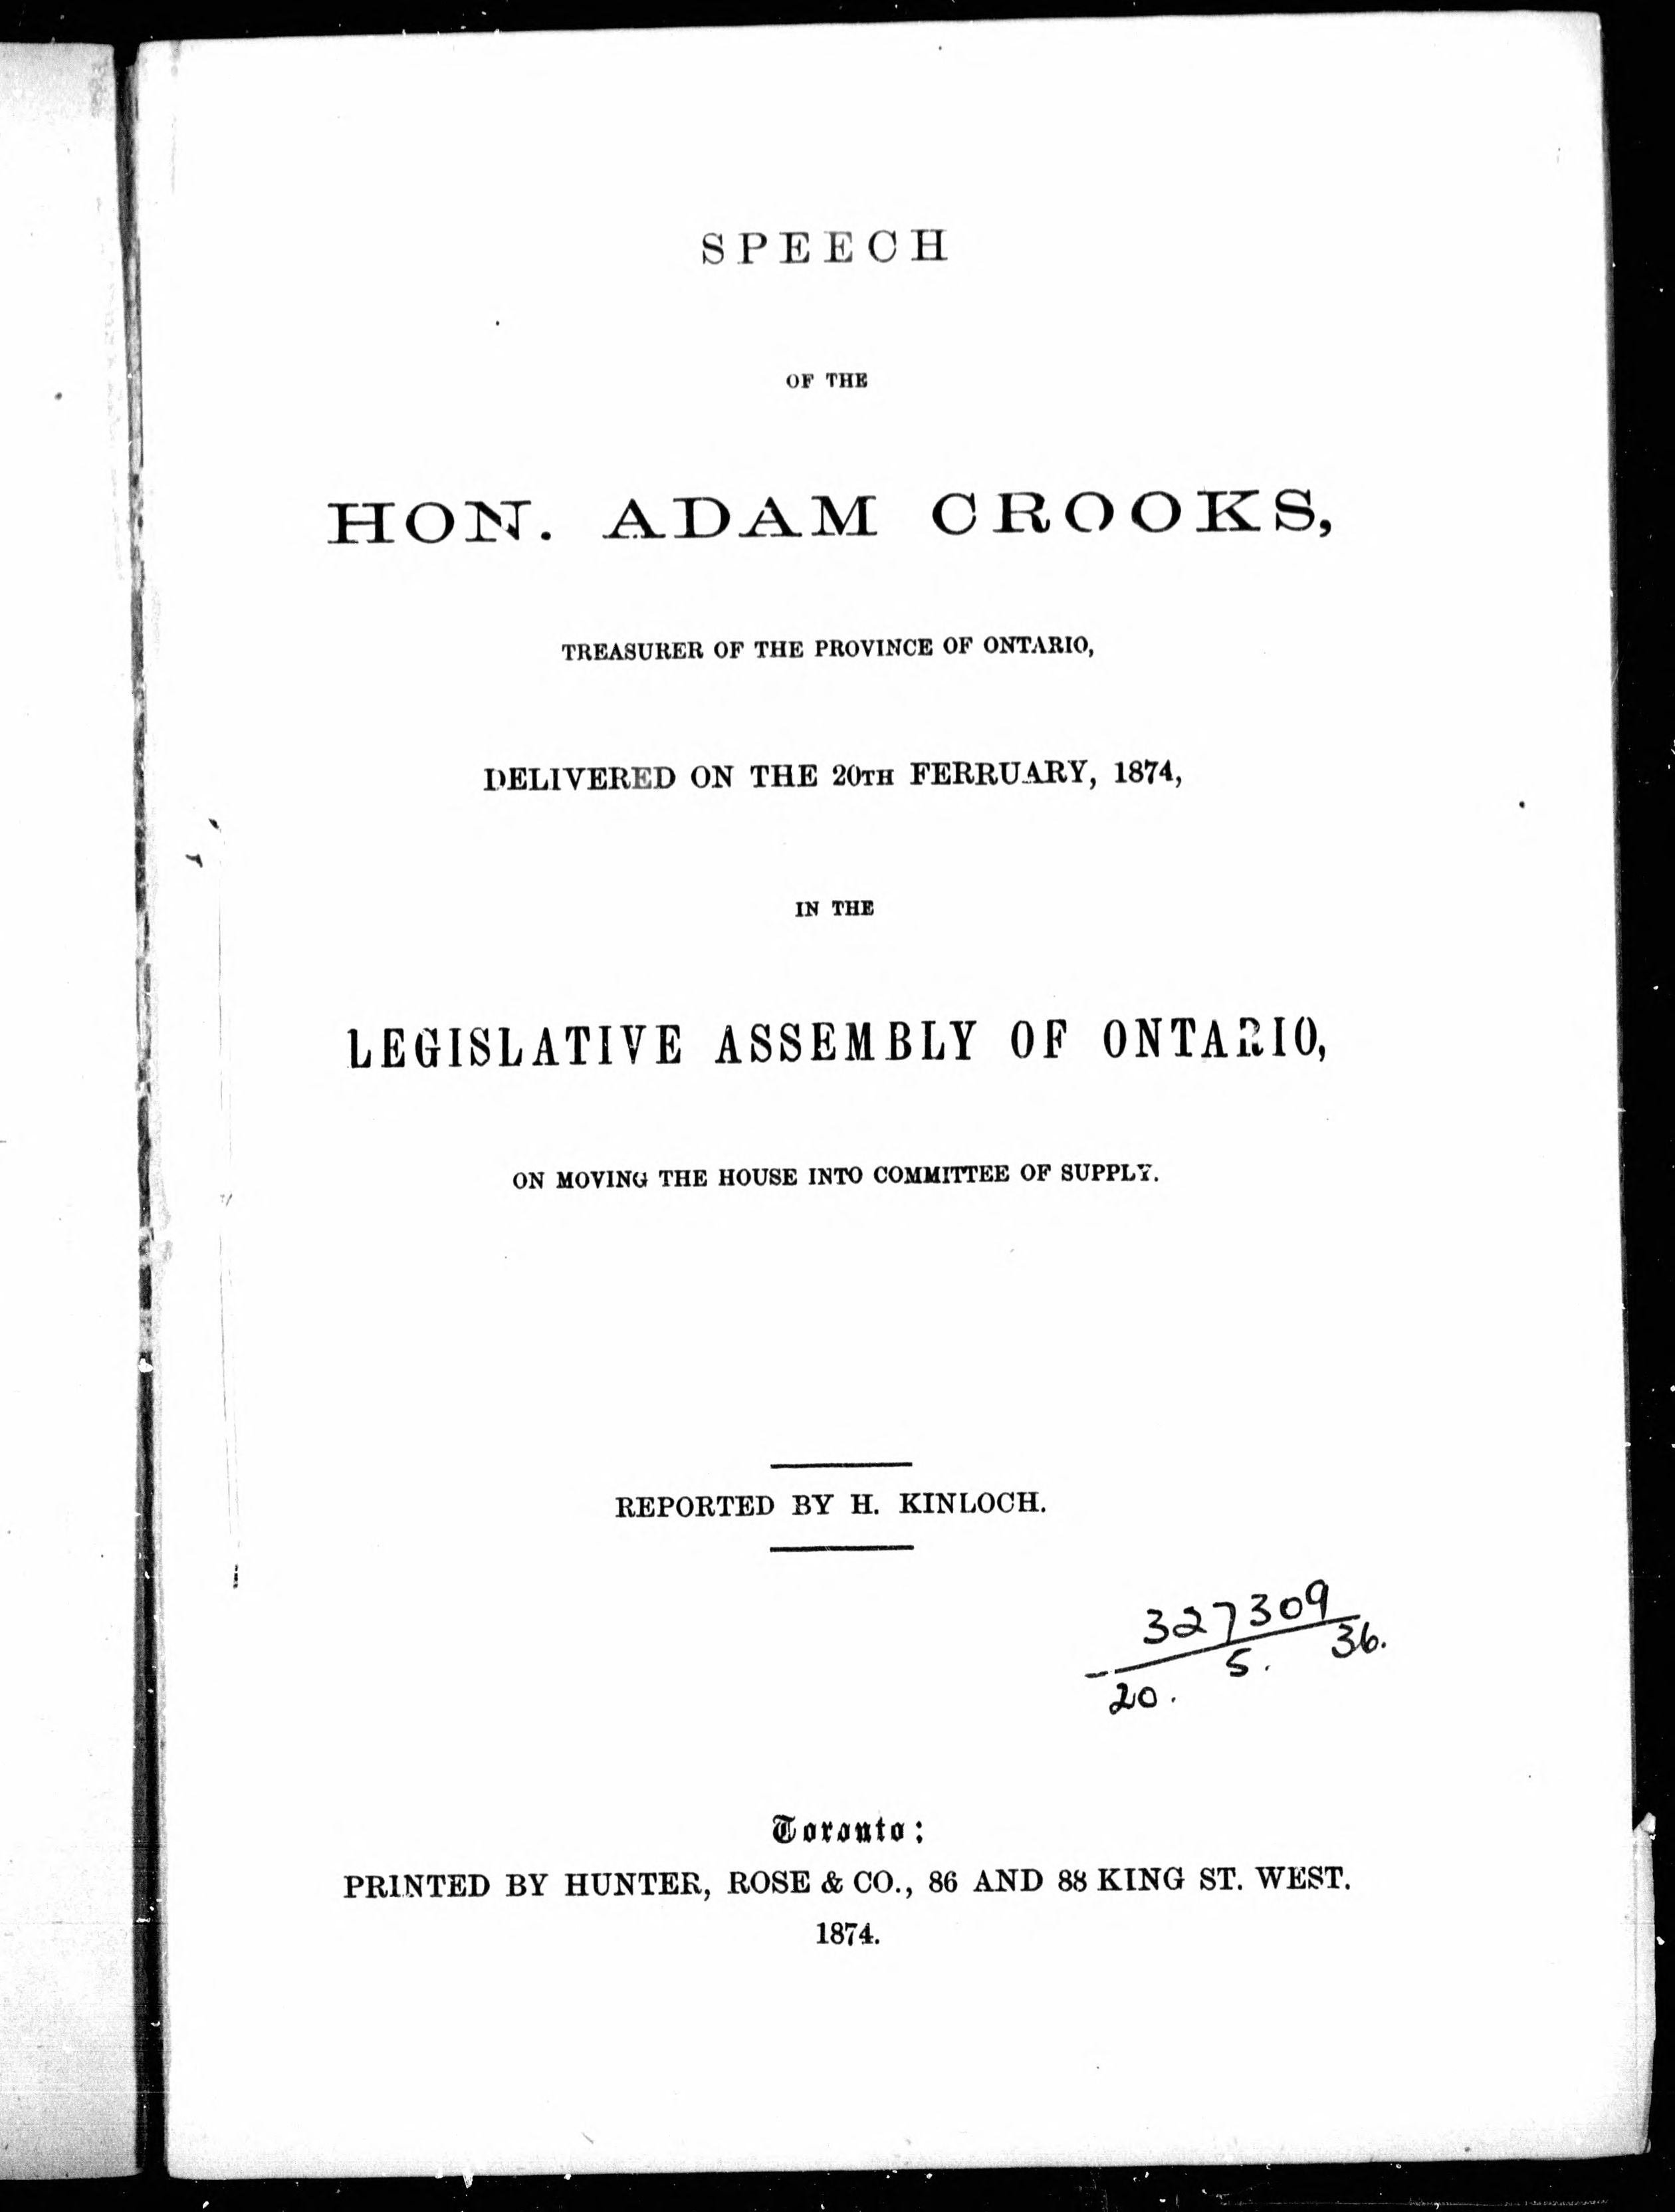 SPEECH
OF THE
HON. ADAM CROOKS,
TREASURER OF THE PROVINCE OF ONTARIO,
DELIVERED ON THE 20TH FERRUARY, 1874,
IN THE
LEGISLATIVE ASSEMBLY OF ONTARIO,
ON MOVING THE HOUSE INTO COMMITTEE OF SUPPLY.
REPORTED BY H. KINLOCH.
327309
20. 5. 36.
Toronto:
PRINTED BY HUNTER, ROSE & CO., 86 AND 88 KING ST. WEST.
1874.